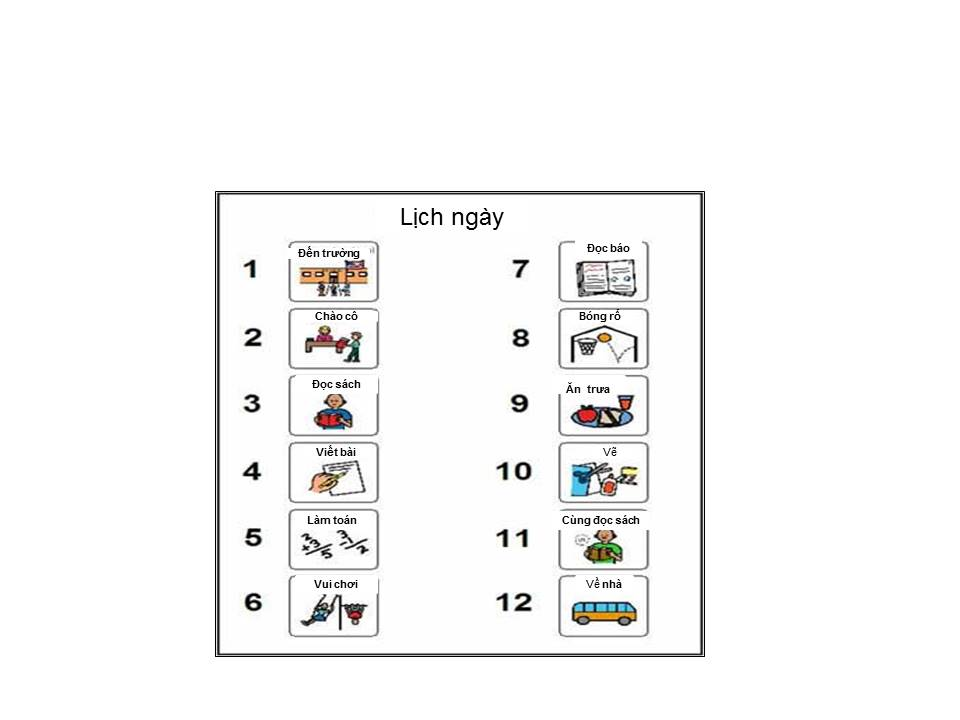 Lịch ngày
1 Đến trường
2 Chào cô
3 Đọc sách
4 Viết bài
5 Làm toán
6 Vui chơi
7 Đọc báo
8 Bóng rổ
9 Ăn trưa
10 Vẽ
11 Cùng đọc sách
12 Về nhà